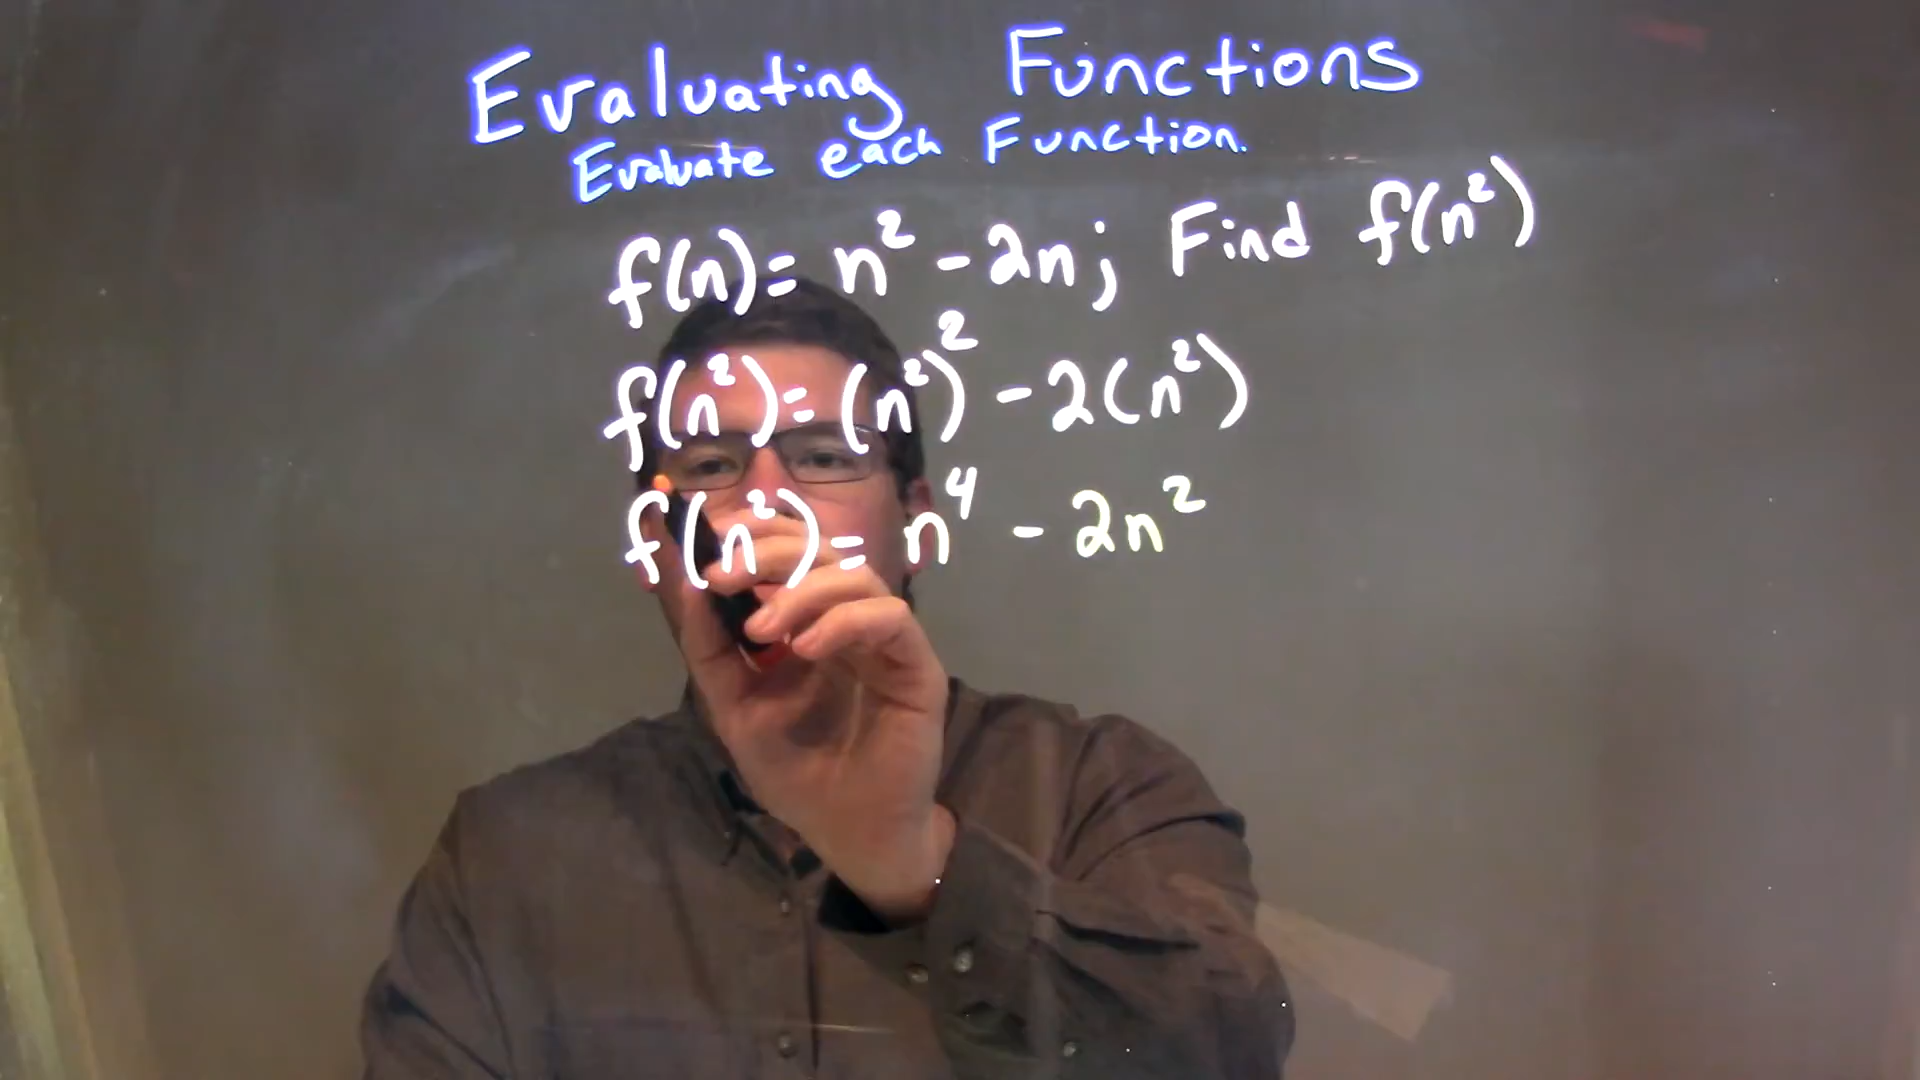 Evaluating Functions
Evaluate each Function.
f(n) = n² - 2n; Find f(n²)
f(n²) = (n²)² - 2(n²)
f(n²) = n⁴ - 2n²